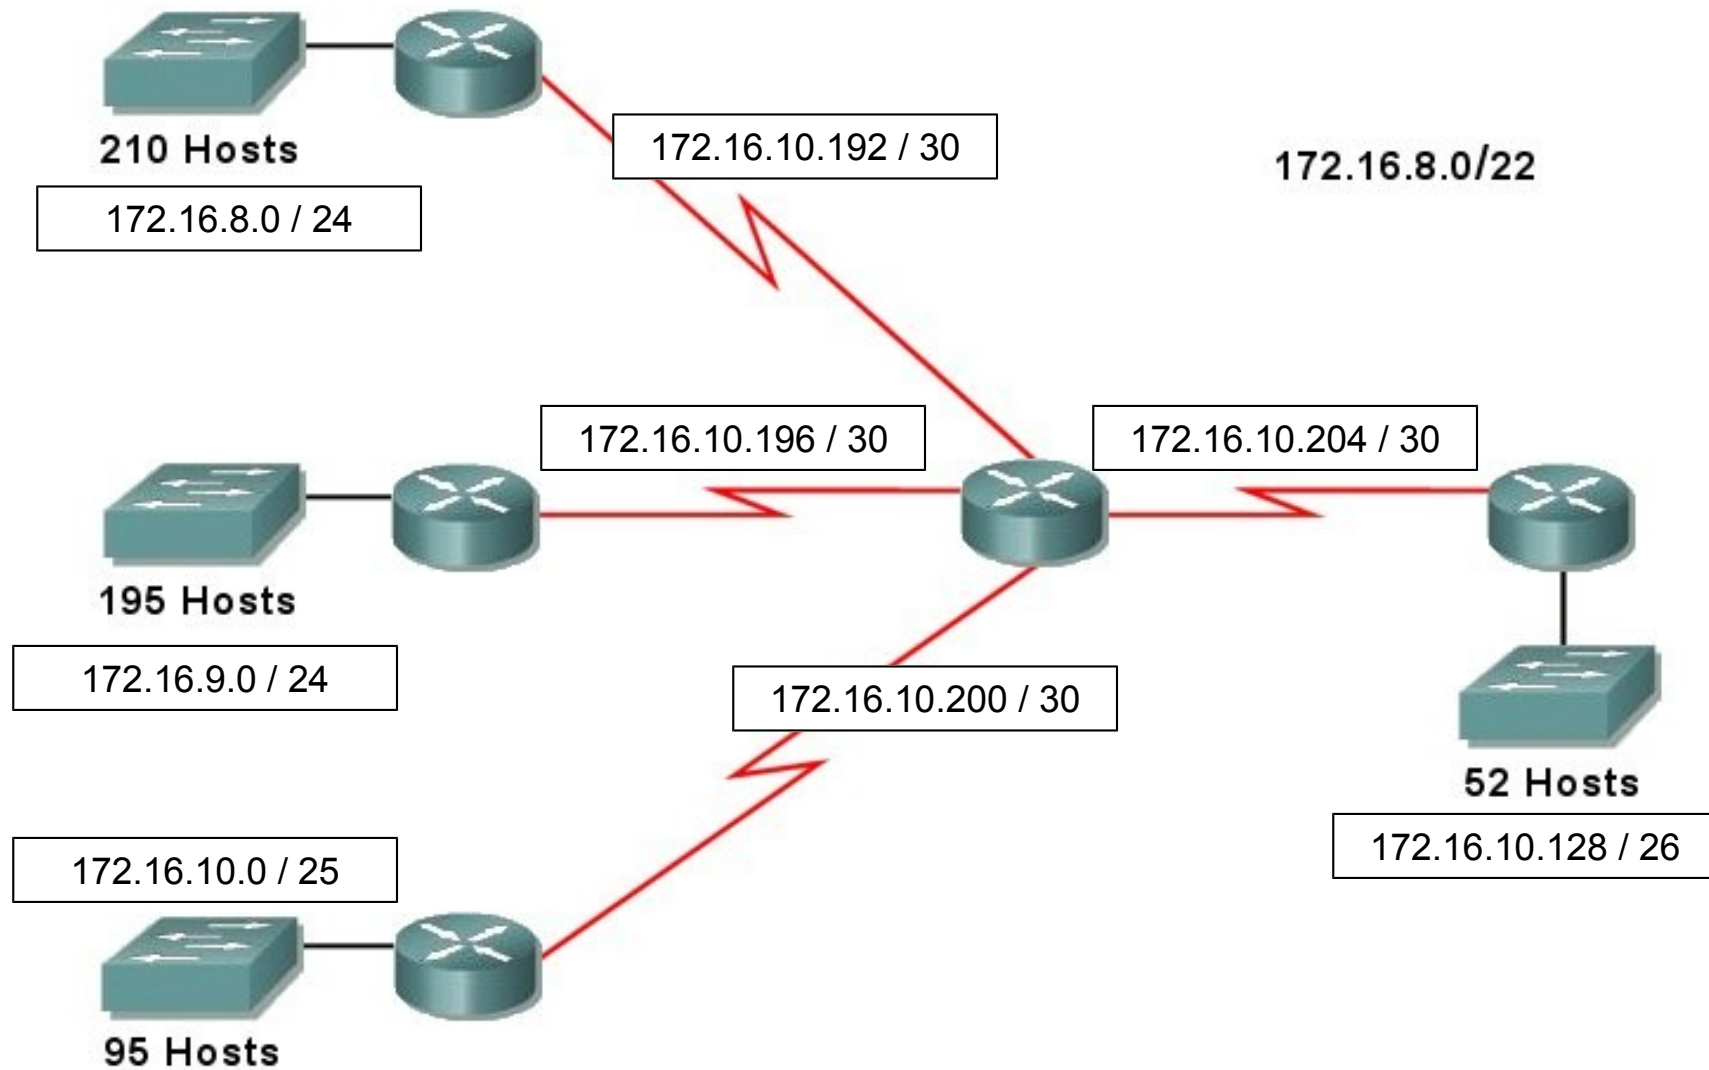 210 Hosts
172.16.8.0 / 24
172.16.10.192 / 30
172.16.8.0/22
172.16.10.196 / 30
172.16.10.204 / 30
195 Hosts
172.16.9.0 / 24
172.16.10.200 / 30
52 Hosts
172.16.10.128 / 26
172.16.10.0 / 25
95 Hosts